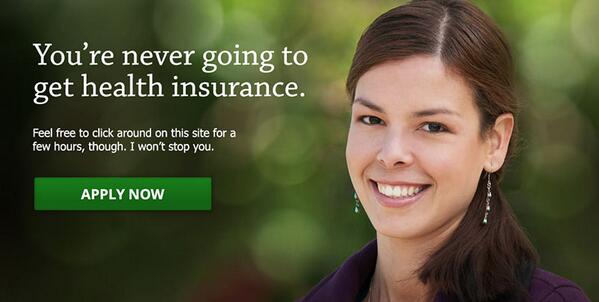 You’re never going to
get health insurance.
Feel free to click around on this site for a
few hours, though. I won’t stop you.
APPLY NOW